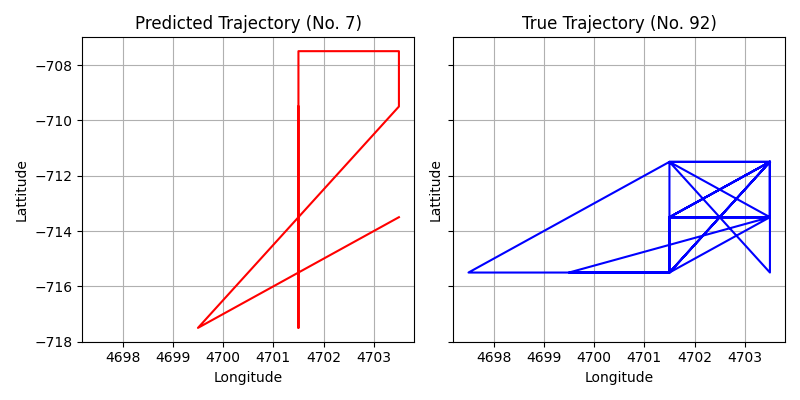 Predicted Trajectory (No. 7)
True Trajectory (No. 92)
−708
−710
−712
−714
−716
−718
Lattitude
Lattitude
4698 4699 4700 4701 4702 4703
4698 4699 4700 4701 4702 4703
Longitude
Longitude